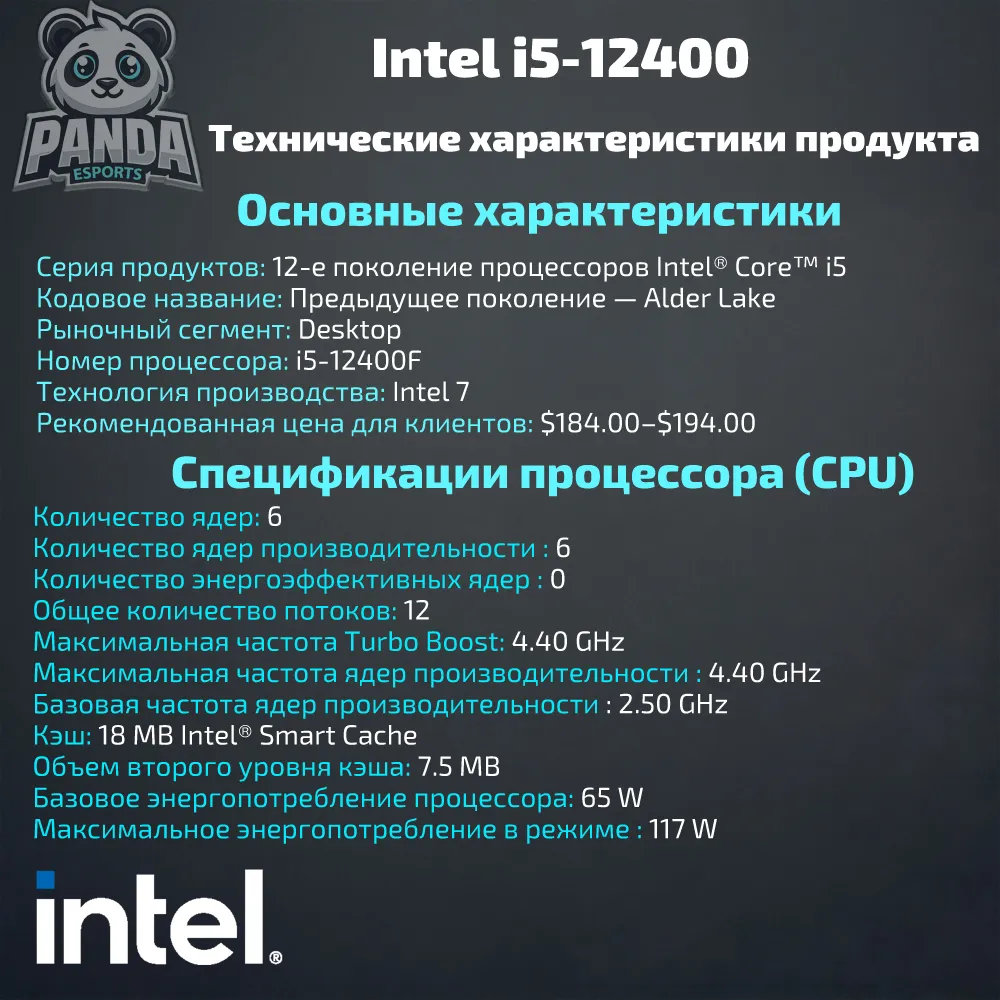 PANDA
ESPORTS
Intel i5-12400
Технические характеристики продукта
Основные характеристики
Серия продуктов: 12-е поколение процессоров Intel® Core™ i5
Кодовое название: Предыдущее поколение — Alder Lake
Рыночный сегмент: Desktop
Номер процессора: i5-12400F
Технология производства: Intel 7
Рекомендованная цена для клиентов: $184.00–$194.00
Спецификации процессора (CPU)
Количество ядер: 6
Количество ядер производительности : 6
Количество энергоэффективных ядер : 0
Общее количество потоков: 12
Максимальная частота Turbo Boost: 4.40 GHz
Максимальная частота ядер производительности : 4.40 GHz
Базовая частота ядер производительности : 2.50 GHz
Кэш: 18 MB Intel® Smart Cache
Объем второго уровня кэша: 7.5 MB
Базовое энергопотребление процессора: 65 W
Максимальное энергопотребление в режиме : 117 W
intel®